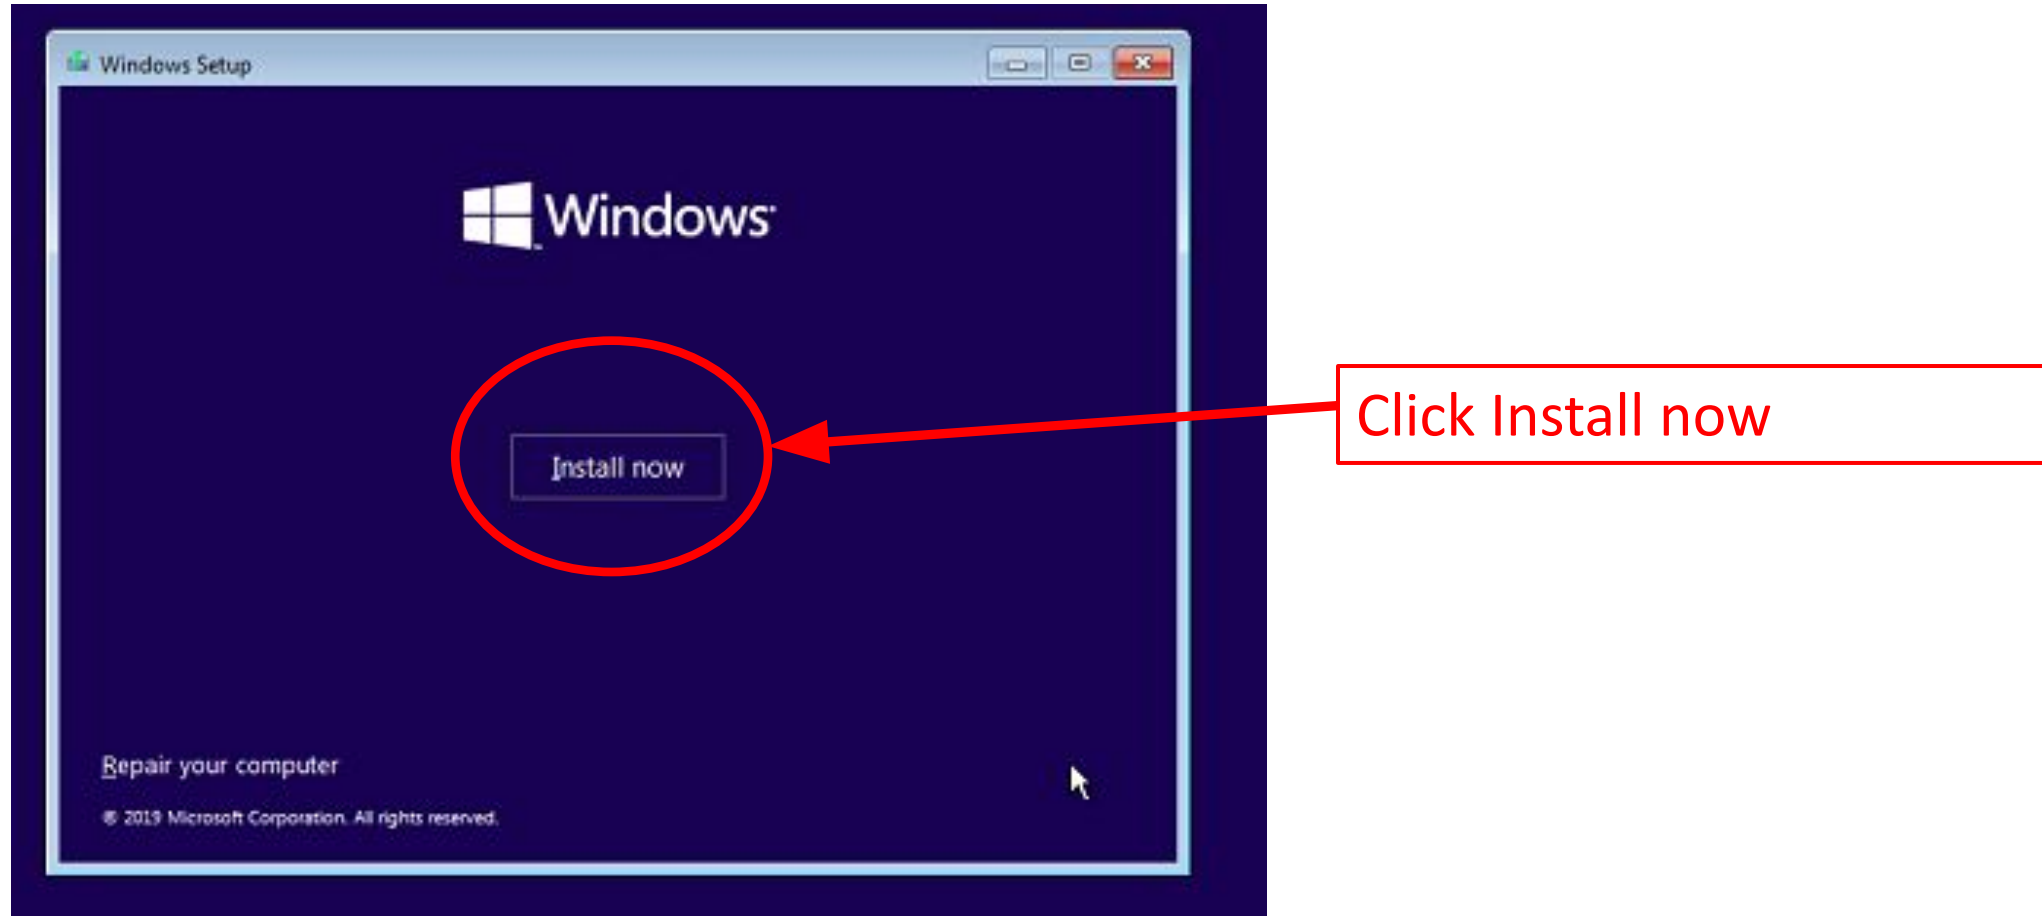 Windows Setup
Windows
Install now
Click Install now
Repair your computer
© 2019 Microsoft Corporation. All rights reserved.